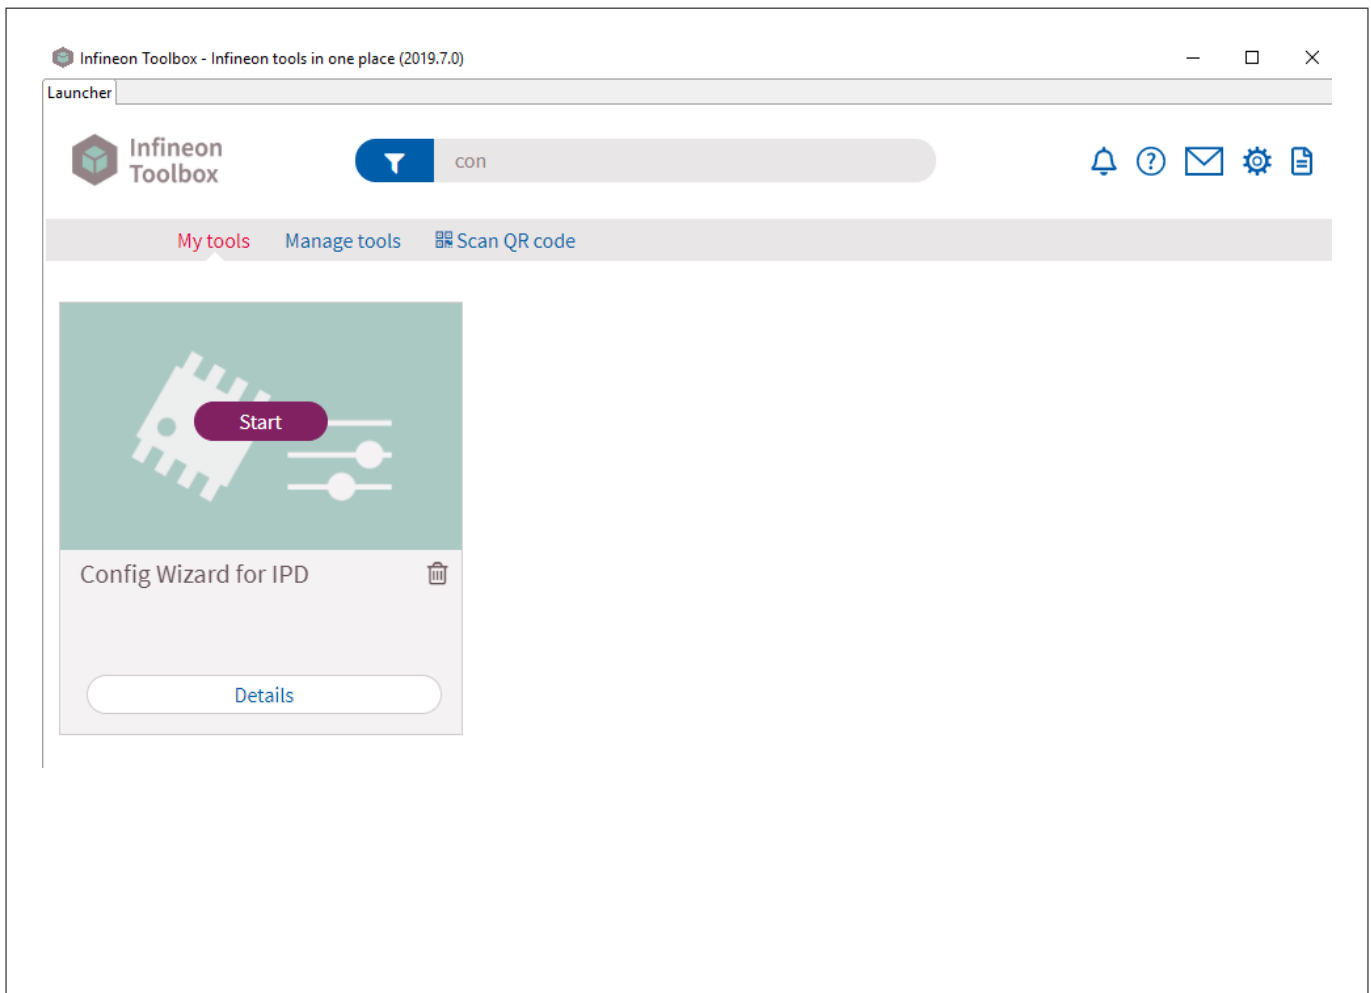 Infineon Toolbox - Infineon tools in one place (2019.7.0)
Launcher
Infineon
Toolbox
con
My tools
Manage tools
Scan QR code
Start
Config Wizard for IPD
Details